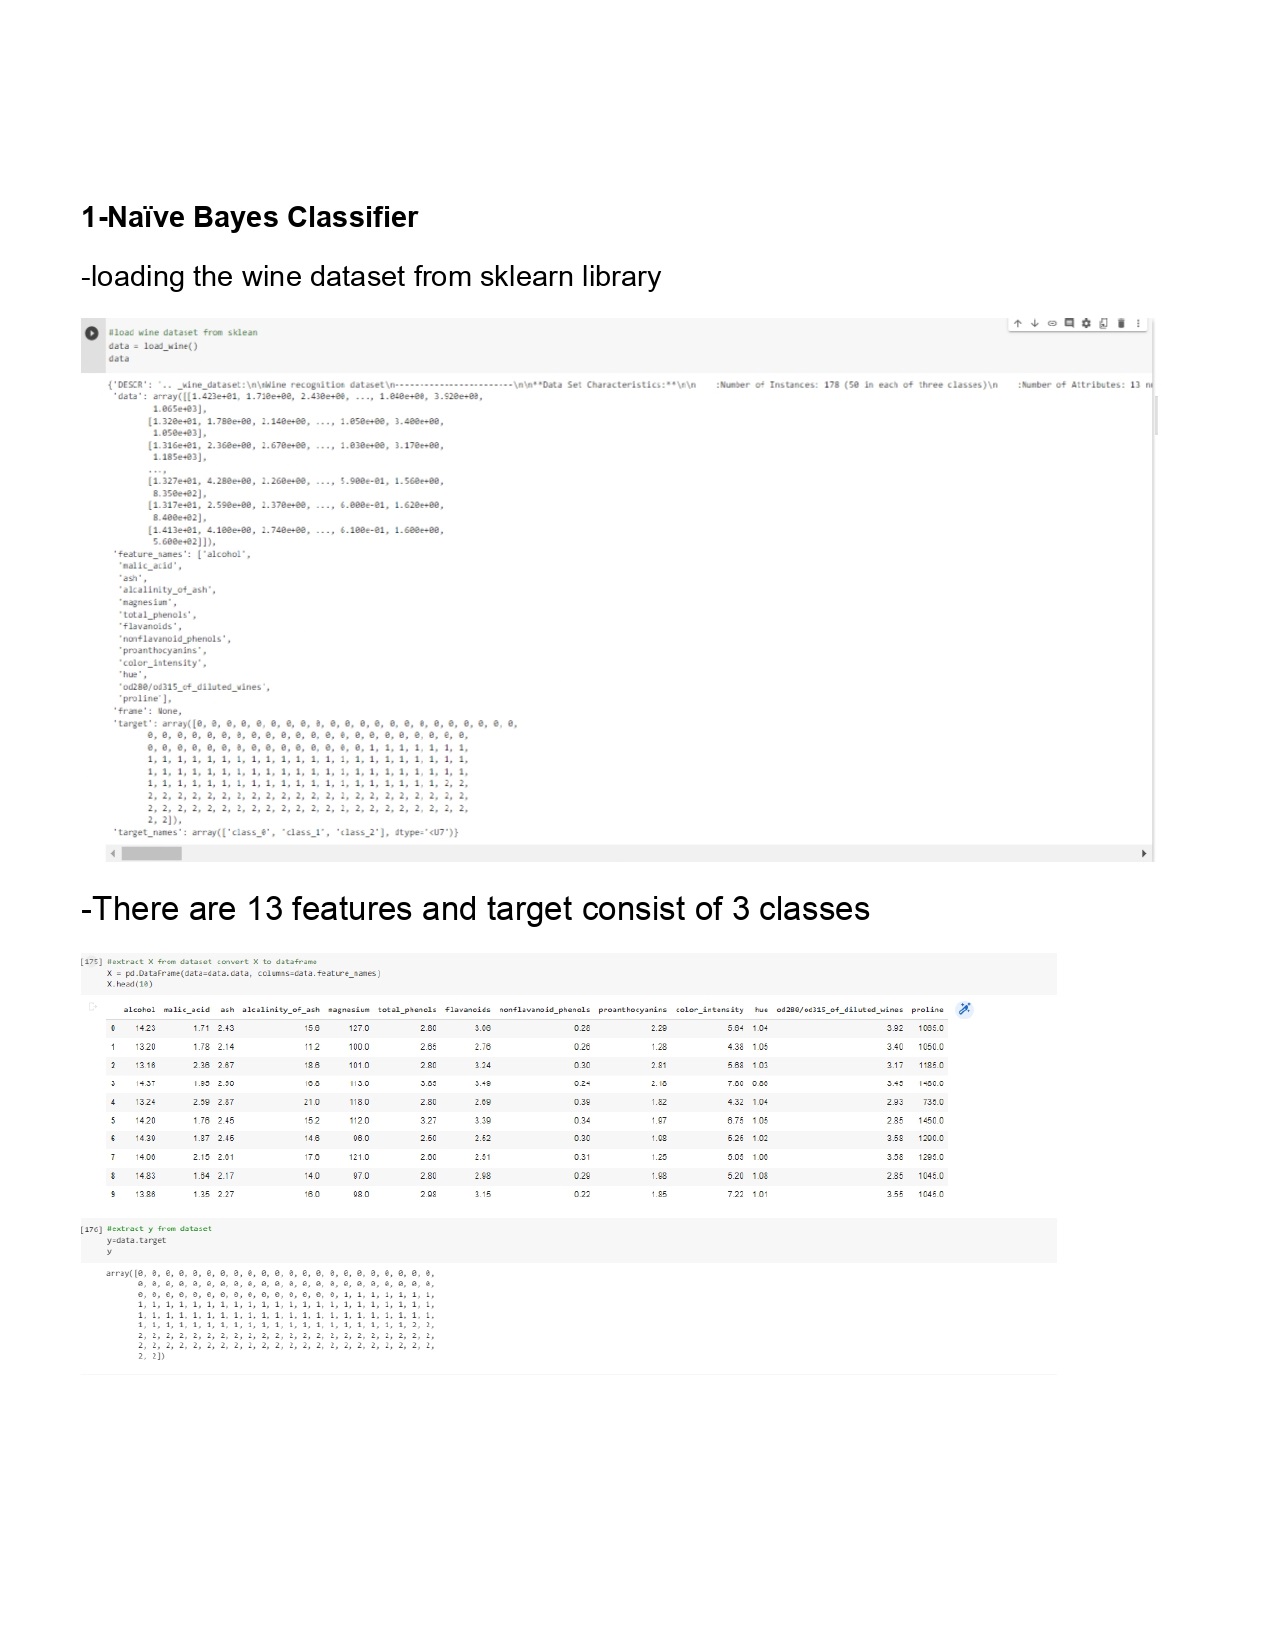 1-Naïve Bayes Classifier
-loading the wine dataset from sklearn library
#load wine dataset from sklean
data = load_wine()
data
{'DESCR': '.. _wine_dataset:\n\nWine recognition dataset\n------------------------\n\n**Data Set Characteristics:**\n\n    :Number of Instances: 178 (50 in each of three classes)\n    :Number of Attributes: 13 n
'data': array([[1.423e+01, 1.710e+00, 2.430e+00, ..., 1.040e+00, 3.920e+00,
1.065e+03],
[1.320e+01, 1.780e+00, 2.140e+00, ..., 1.050e+00, 3.400e+00,
1.050e+03],
[1.316e+01, 2.360e+00, 2.670e+00, ..., 1.030e+00, 3.170e+00,
1.185e+03],
...,
[1.327e+01, 4.280e+00, 2.260e+00, ..., 5.900e-01, 1.560e+00,
8.350e+02],
[1.317e+01, 2.590e+00, 2.370e+00, ..., 6.000e-01, 1.620e+00,
8.400e+02],
[1.413e+01, 4.100e+00, 2.740e+00, ..., 6.100e-01, 1.600e+00,
5.600e+02]]),
'feature_names': ['alcohol',
'malic_acid',
'ash',
'alcalinity_of_ash',
'magnesium',
'total_phenols',
'flavanoids',
'nonflavanoid_phenols',
'proanthocyanins',
'color_intensity',
'hue',
'od280/od315_of_diluted_wines',
'proline'],
'frame': None,
'target': array([0, 0, 0, 0, 0, 0, 0, 0, 0, 0, 0, 0, 0, 0, 0, 0, 0, 0, 0, 0, 0, 0,
0, 0, 0, 0, 0, 0, 0, 0, 0, 0, 0, 0, 0, 0, 0, 0, 0, 0, 0, 0, 0, 0,
0, 0, 0, 0, 0, 0, 0, 0, 0, 0, 0, 0, 0, 0, 0, 1, 1, 1, 1, 1, 1, 1,
1, 1, 1, 1, 1, 1, 1, 1, 1, 1, 1, 1, 1, 1, 1, 1, 1, 1, 1, 1, 1, 1,
1, 1, 1, 1, 1, 1, 1, 1, 1, 1, 1, 1, 1, 1, 1, 1, 1, 1, 1, 1, 1, 1,
1, 1, 1, 1, 1, 1, 1, 1, 1, 1, 1, 1, 1, 1, 1, 1, 1, 1, 1, 1, 2, 2,
2, 2, 2, 2, 2, 2, 2, 2, 2, 2, 2, 2, 2, 2, 2, 2, 2, 2, 2, 2, 2, 2,
2, 2, 2, 2, 2, 2, 2, 2, 2, 2, 2, 2, 2, 2, 2, 2, 2, 2, 2, 2, 2, 2,
2, 2]),
'target_names': array(['class_0', 'class_1', 'class_2'], dtype='<U7')}
-There are 13 features and target consist of 3 classes
[175] #extract X from dataset convert X to dataframe
X = pd.DataFrame(data=data.data, columns=data.feature_names)
X.head(10)
alcohol malic_acid ash alcalinity_of_ash magnesium total_phenols flavanoids nonflavanoid_phenols proanthocyanins color_intensity hue od280/od315_of_diluted_wines proline
0 14.23 1.71 2.43 15.6 127.0 2.80 3.06 0.28 2.29 5.64 1.04 3.92 1065.0
1 13.20 1.78 2.14 11.2 100.0 2.65 2.76 0.26 1.28 4.38 1.05 3.40 1050.0
2 13.16 2.36 2.67 18.6 101.0 2.80 3.24 0.30 2.81 5.68 1.03 3.17 1185.0
3 14.37 1.95 2.50 16.8 113.0 3.85 3.49 0.24 2.18 7.80 0.86 3.45 1480.0
4 13.24 2.59 2.87 21.0 118.0 2.80 2.69 0.39 1.82 4.32 1.04 2.93 735.0
5 14.20 1.76 2.45 15.2 112.0 3.27 3.39 0.34 1.97 6.75 1.05 2.85 1450.0
6 14.39 1.87 2.45 14.6 96.0 2.50 2.52 0.30 1.98 5.25 1.02 3.58 1290.0
7 14.06 2.15 2.61 17.6 121.0 2.60 2.51 0.31 1.25 5.05 1.06 3.58 1295.0
8 14.83 1.64 2.17 14.0 97.0 2.80 2.98 0.29 1.98 5.20 1.08 2.85 1045.0
9 13.86 1.35 2.27 16.0 98.0 2.98 3.15 0.22 1.85 7.22 1.01 3.55 1045.0
[176] #extract y from dataset
y=data.target
y
array([0, 0, 0, 0, 0, 0, 0, 0, 0, 0, 0, 0, 0, 0, 0, 0, 0, 0, 0, 0, 0, 0,
0, 0, 0, 0, 0, 0, 0, 0, 0, 0, 0, 0, 0, 0, 0, 0, 0, 0, 0, 0, 0, 0,
0, 0, 0, 0, 0, 0, 0, 0, 0, 0, 0, 0, 0, 0, 0, 1, 1, 1, 1, 1, 1, 1,
1, 1, 1, 1, 1, 1, 1, 1, 1, 1, 1, 1, 1, 1, 1, 1, 1, 1, 1, 1, 1, 1,
1, 1, 1, 1, 1, 1, 1, 1, 1, 1, 1, 1, 1, 1, 1, 1, 1, 1, 1, 1, 1, 1,
1, 1, 1, 1, 1, 1, 1, 1, 1, 1, 1, 1, 1, 1, 1, 1, 1, 1, 1, 1, 2, 2,
2, 2, 2, 2, 2, 2, 2, 2, 2, 2, 2, 2, 2, 2, 2, 2, 2, 2, 2, 2, 2, 2,
2, 2, 2, 2, 2, 2, 2, 2, 2, 2, 2, 2, 2, 2, 2, 2, 2, 2, 2, 2, 2, 2,
2, 2])